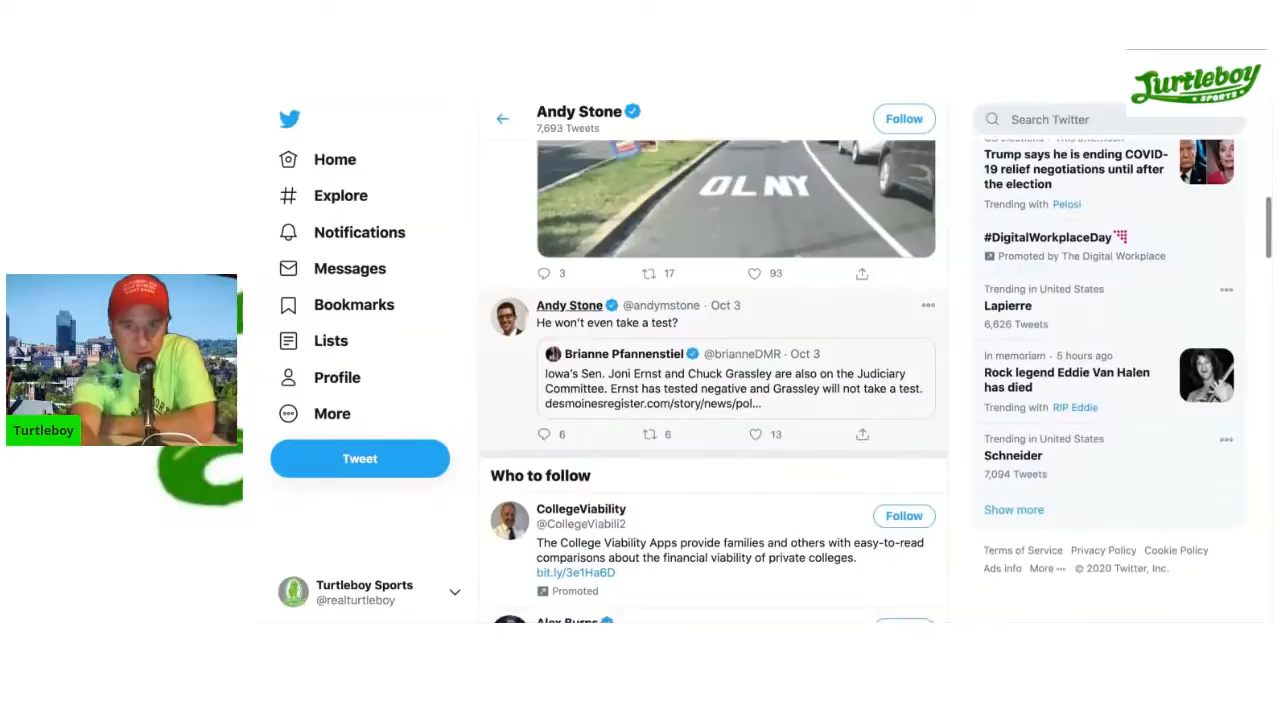 Turtleboy
SPORTS
Home
Explore
Notifications
Messages
Bookmarks
Lists
Profile
More
Tweet
Turtleboy Sports
@realturtleboy
Turtleboy
Andy Stone
7,693 Tweets
Follow
OLNY
3
17
93
Andy Stone @andymstone · Oct 3
He won't even take a test?
Brianne Pfannenstiel @brianneDMR · Oct 3
Iowa's Sen. Joni Ernst and Chuck Grassley are also on the Judiciary
Committee. Ernst has tested negative and Grassley will not take a test.
desmoinesregister.com/story/news/pol...
6
6
13
Who to follow
CollegeViability
@CollegeViabili2
Follow
The College Viability Apps provide families and others with easy-to-read
comparisons about the financial viability of private colleges.
bit.ly/3e1Ha6D
Promoted
Alex Burns
Search Twitter
Trump says he is ending COVID-
19 relief negotiations until after
the election
Trending with Pelosi
#DigitalWorkplaceDay
Promoted by The Digital Workplace
Trending in United States
Lapierre
6,626 Tweets
In memoriam · 5 hours ago
Rock legend Eddie Van Halen
has died
Trending with RIP Eddie
Trending in United States
Schneider
7,094 Tweets
Show more
Terms of Service Privacy Policy Cookie Policy
Ads info More ··· © 2020 Twitter, Inc.